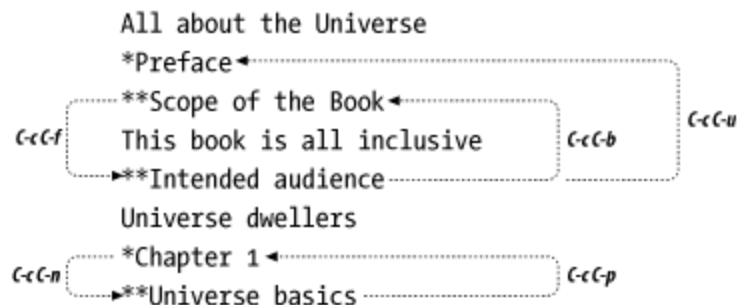 All about the Universe
*Preface
**Scope of the Book
C-c C-u
C-c C-f
This book is all inclusive
C-c C-b
**Intended audience
Universe dwellers
*Chapter 1
C-c C-n
C-c C-p
**Universe basics